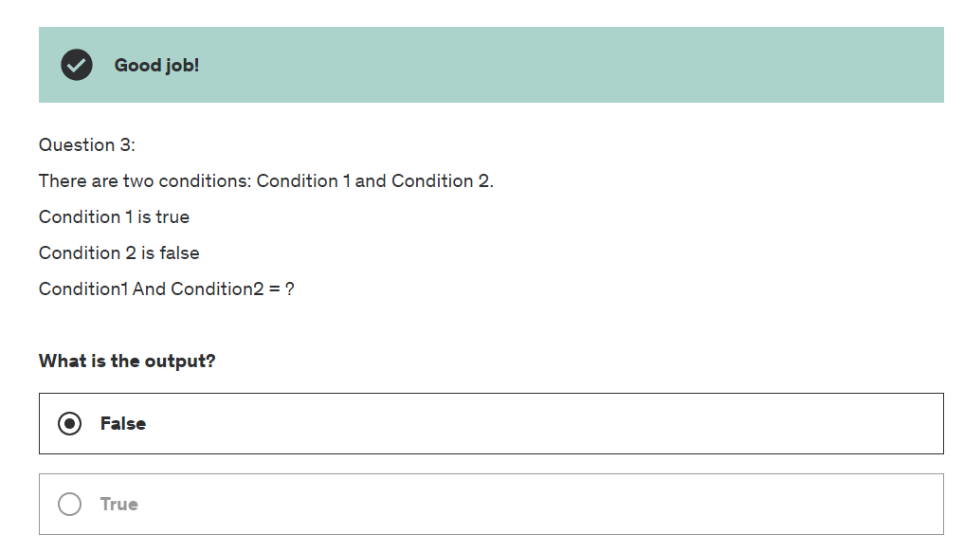 Good job!
Question 3:
There are two conditions: Condition 1 and Condition 2.
Condition 1 is true
Condition 2 is false
Condition1 And Condition2 = ?
What is the output?
False
True